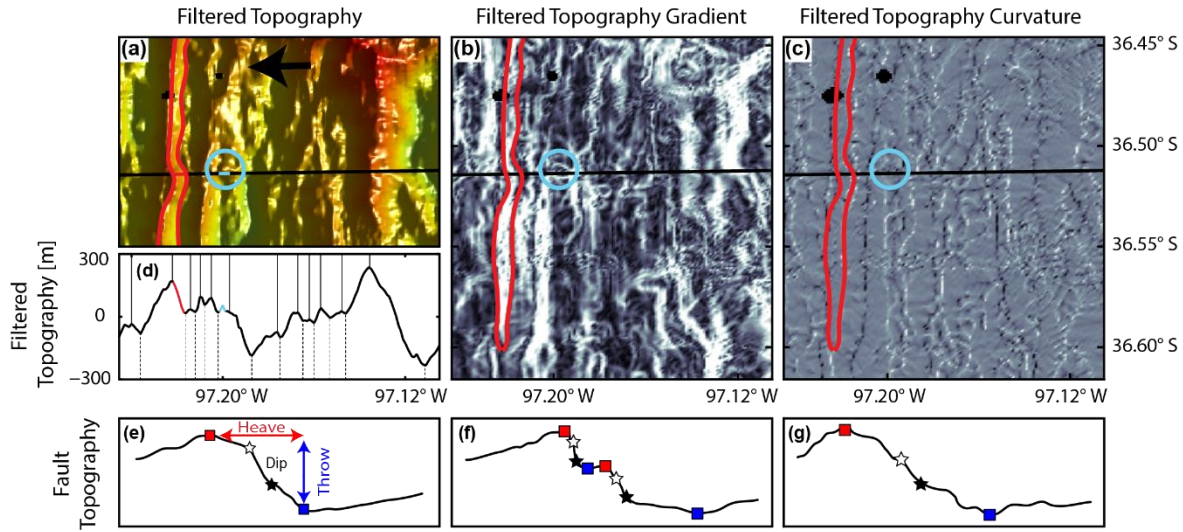 Filtered Topography
Filtered Topography Gradient
Filtered Topography Curvature
(a)
(b)
(c)
36.45° S
36.50° S
36.55° S
36.60° S
Filtered
Topography [m]
300
0
−300
(d)
97.20° W
97.12° W
97.20° W
97.12° W
97.20° W
97.12° W
Fault
Topography
(e)
Heave
Dip
Throw
(f)
(g)